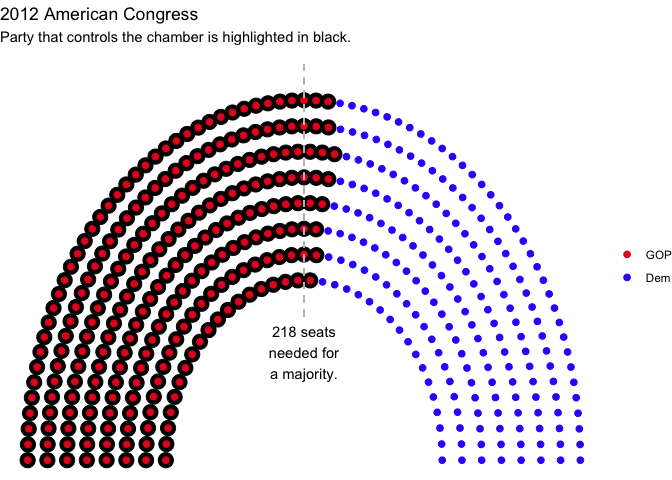 2012 American Congress
Party that controls the chamber is highlighted in black.
GOP
Dem
218 seats
needed for
a majority.